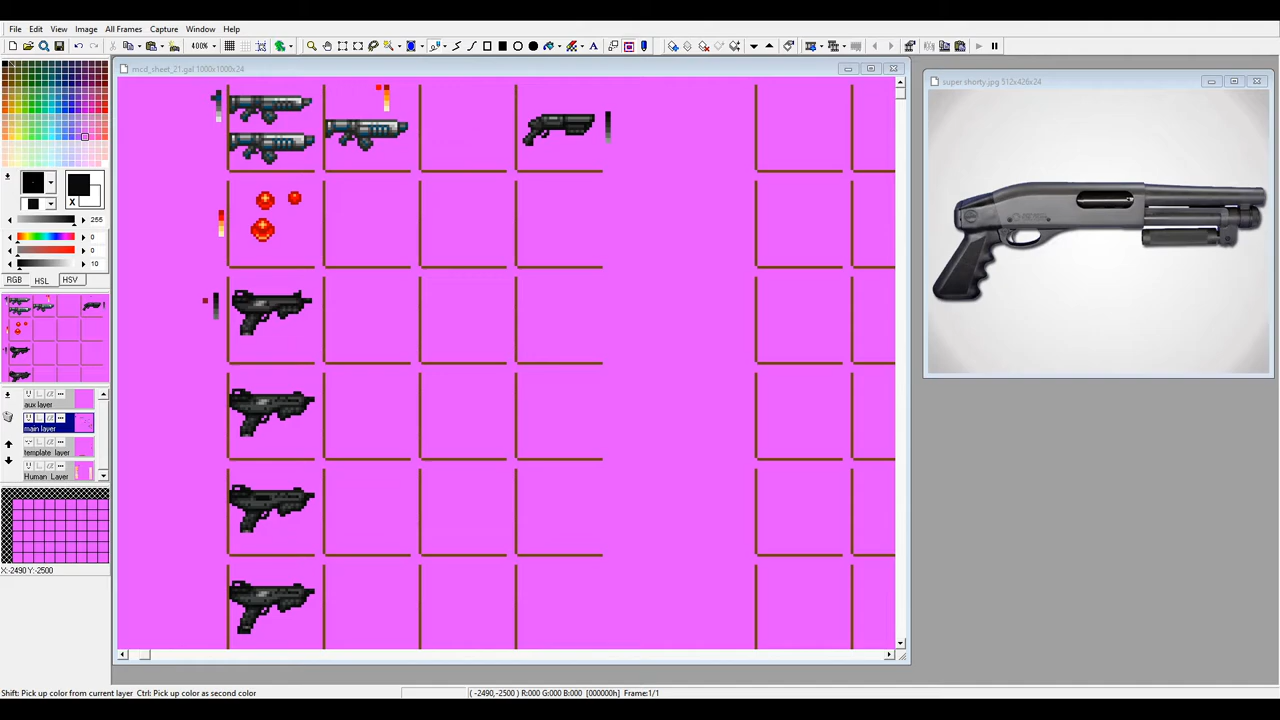 File Edit View Image All Frames Capture Window Help
400%
mcd_sheet_21.gal 1000x1000x24
super shorty.jpg 512x426x24
X
255
0
0
10
RGB HSL HSV
aux layer
main layer
template layer
Human Layer
X:-2490 Y:-2500
Shift: Pick up color from current layer Ctrl: Pick up color as second color
( -2490,-2500 ) R:000 G:000 B:000 [000000h] Frame:1/1